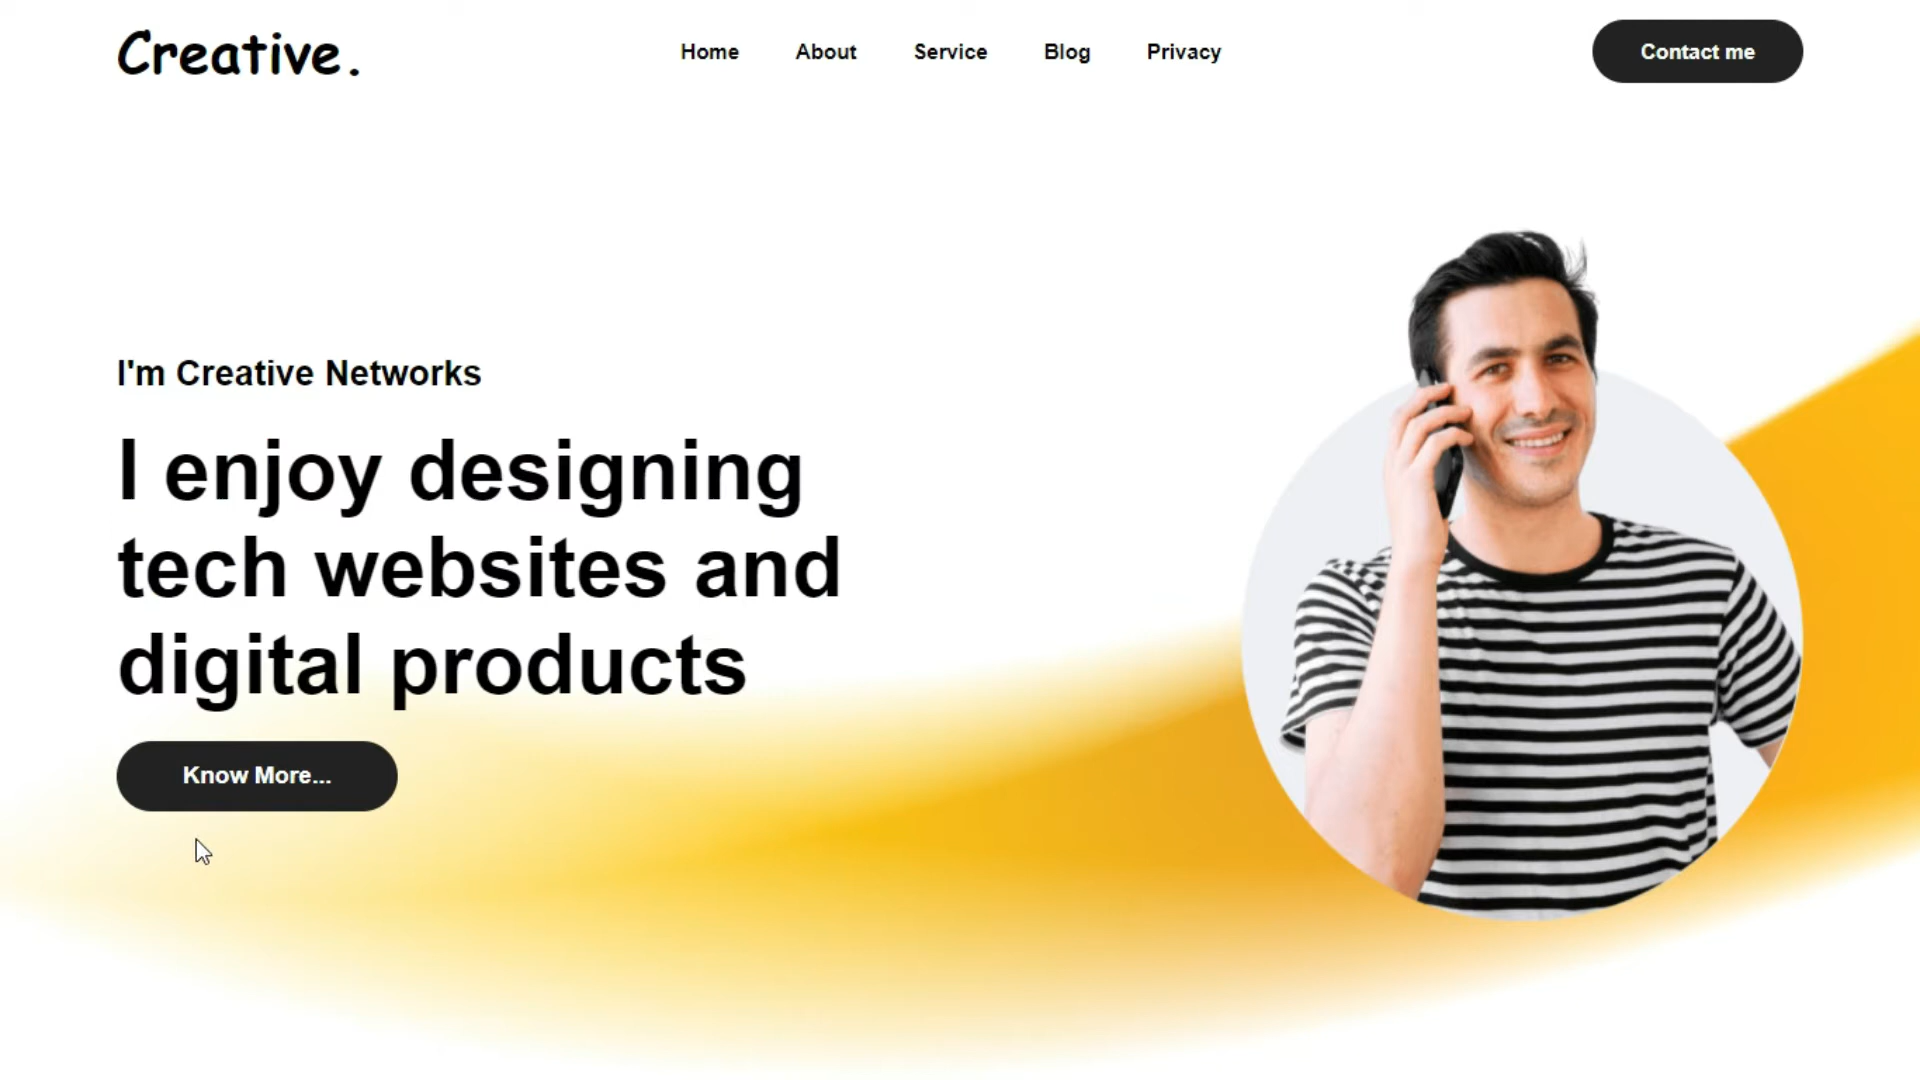 Creative.
Home About Service Blog Privacy
Contact me
I'm Creative Networks
I enjoy designing
tech websites and
digital products
Know More...